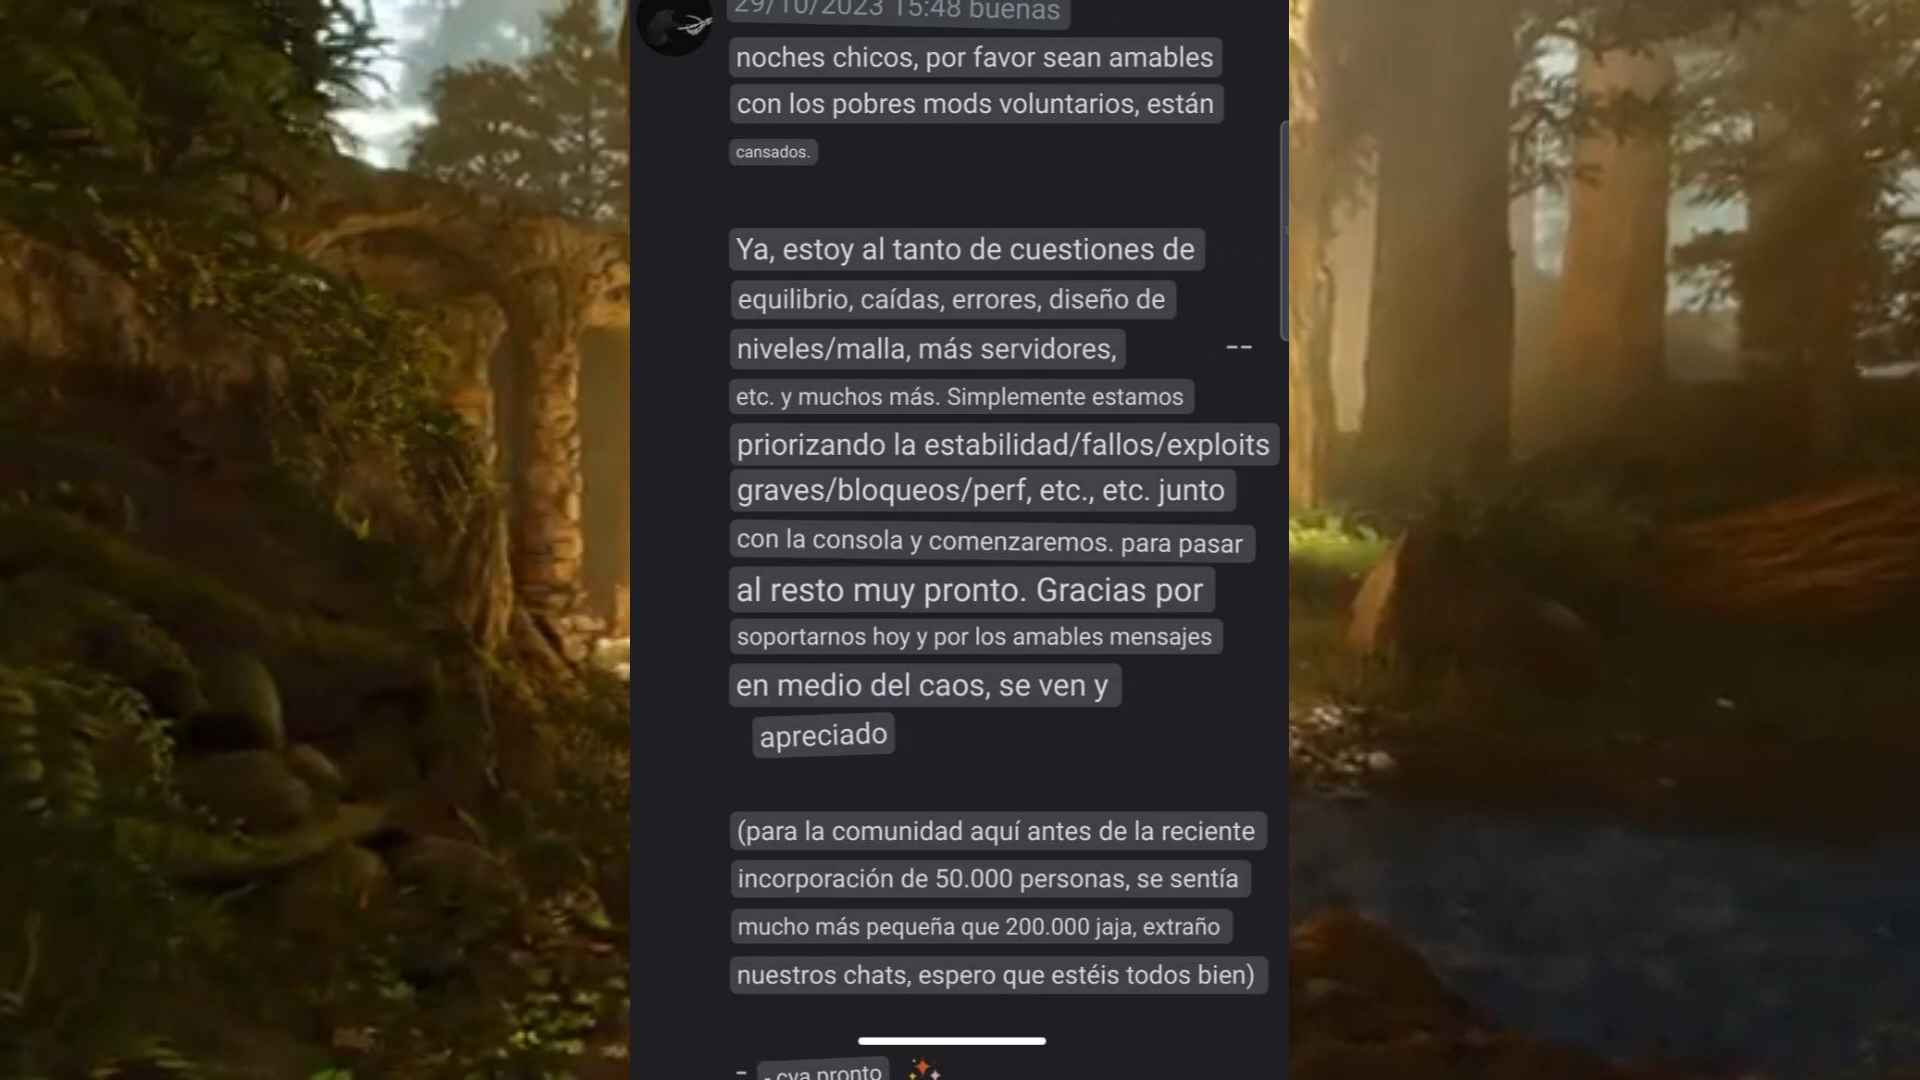 29/10/2023 15:48 buenas
noches chicos, por favor sean amables
con los pobres mods voluntarios, están
cansados.
Ya, estoy al tanto de cuestiones de
equilibrio, caídas, errores, diseño de
niveles/malla, más servidores,
--
etc. y muchos más. Simplemente estamos
priorizando la estabilidad/fallos/exploits
graves/bloqueos/perf, etc., etc. junto
con la consola y comenzaremos. para pasar
al resto muy pronto. Gracias por
soportarnos hoy y por los amables mensajes
en medio del caos, se ven y
apreciado
(para la comunidad aquí antes de la reciente
incorporación de 50.000 personas, se sentía
mucho más pequeña que 200.000 jaja, extraño
nuestros chats, espero que estéis todos bien)
- - cya pronto